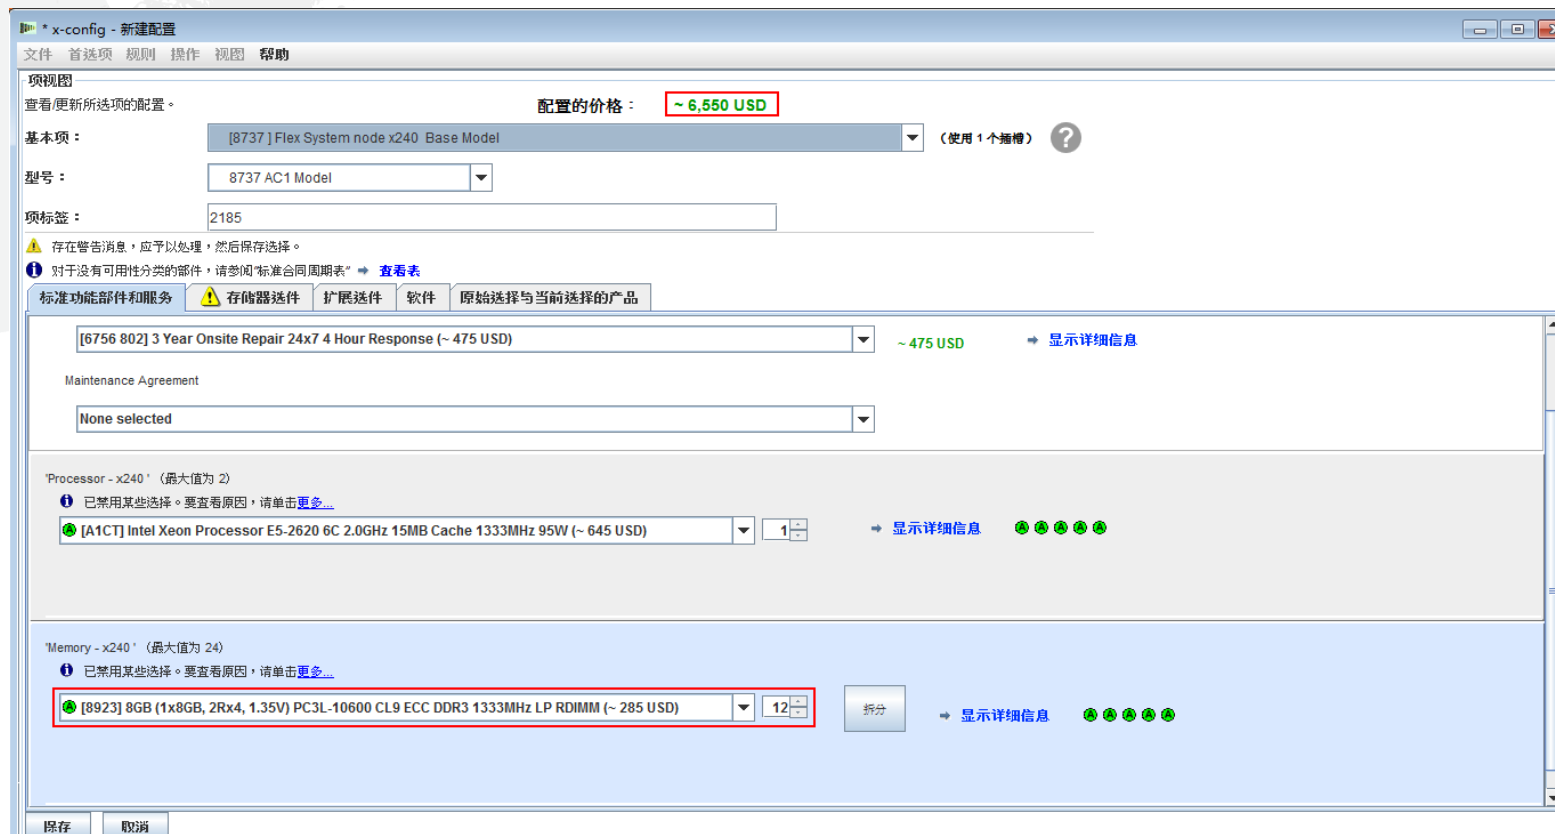 * x-config - 新建配置
文件 首选项 规则 操作 视图 帮助
项视图
查看/更新所选项的配置。 配置的价格： ~ 6,550 USD
基本项： [8737 ] Flex System node x240 Base Model （使用 1 个插槽） ?
型号： 8737 AC1 Model
项标签： 2185
存在警告消息，应予以处理，然后保存选择。
对于没有可用性分类的部件，请参阅“标准合同周期表” 查看表
标准功能部件和服务 存储器选件 扩展选件 软件 原始选择与当前选择的产品
[6756 802] 3 Year Onsite Repair 24x7 4 Hour Response (~ 475 USD) ~ 475 USD 显示详细信息
Maintenance Agreement
None selected
'Processor - x240 ' （最大值为 2）
已禁用某些选择。要查看原因，请单击更多...
A [A1CT] Intel Xeon Processor E5-2620 6C 2.0GHz 15MB Cache 1333MHz 95W (~ 645 USD) 1 显示详细信息 A A A A A
'Memory - x240 ' （最大值为 24）
已禁用某些选择。要查看原因，请单击更多...
A [8923] 8GB (1x8GB, 2Rx4, 1.35V) PC3L-10600 CL9 ECC DDR3 1333MHz LP RDIMM (~ 285 USD) 12 拆分 显示详细信息 A A A A A
保存 取消